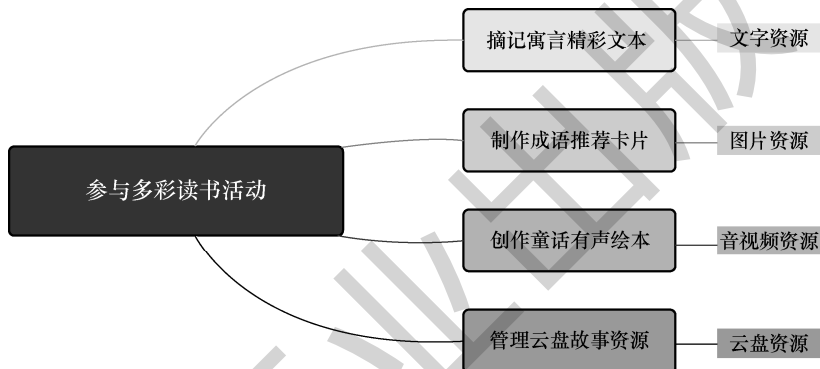 参与多彩读书活动
摘记寓言精彩文本
文字资源
制作成语推荐卡片
图片资源
创作童话有声绘本
音视频资源
管理云盘故事资源
云盘资源
业出版